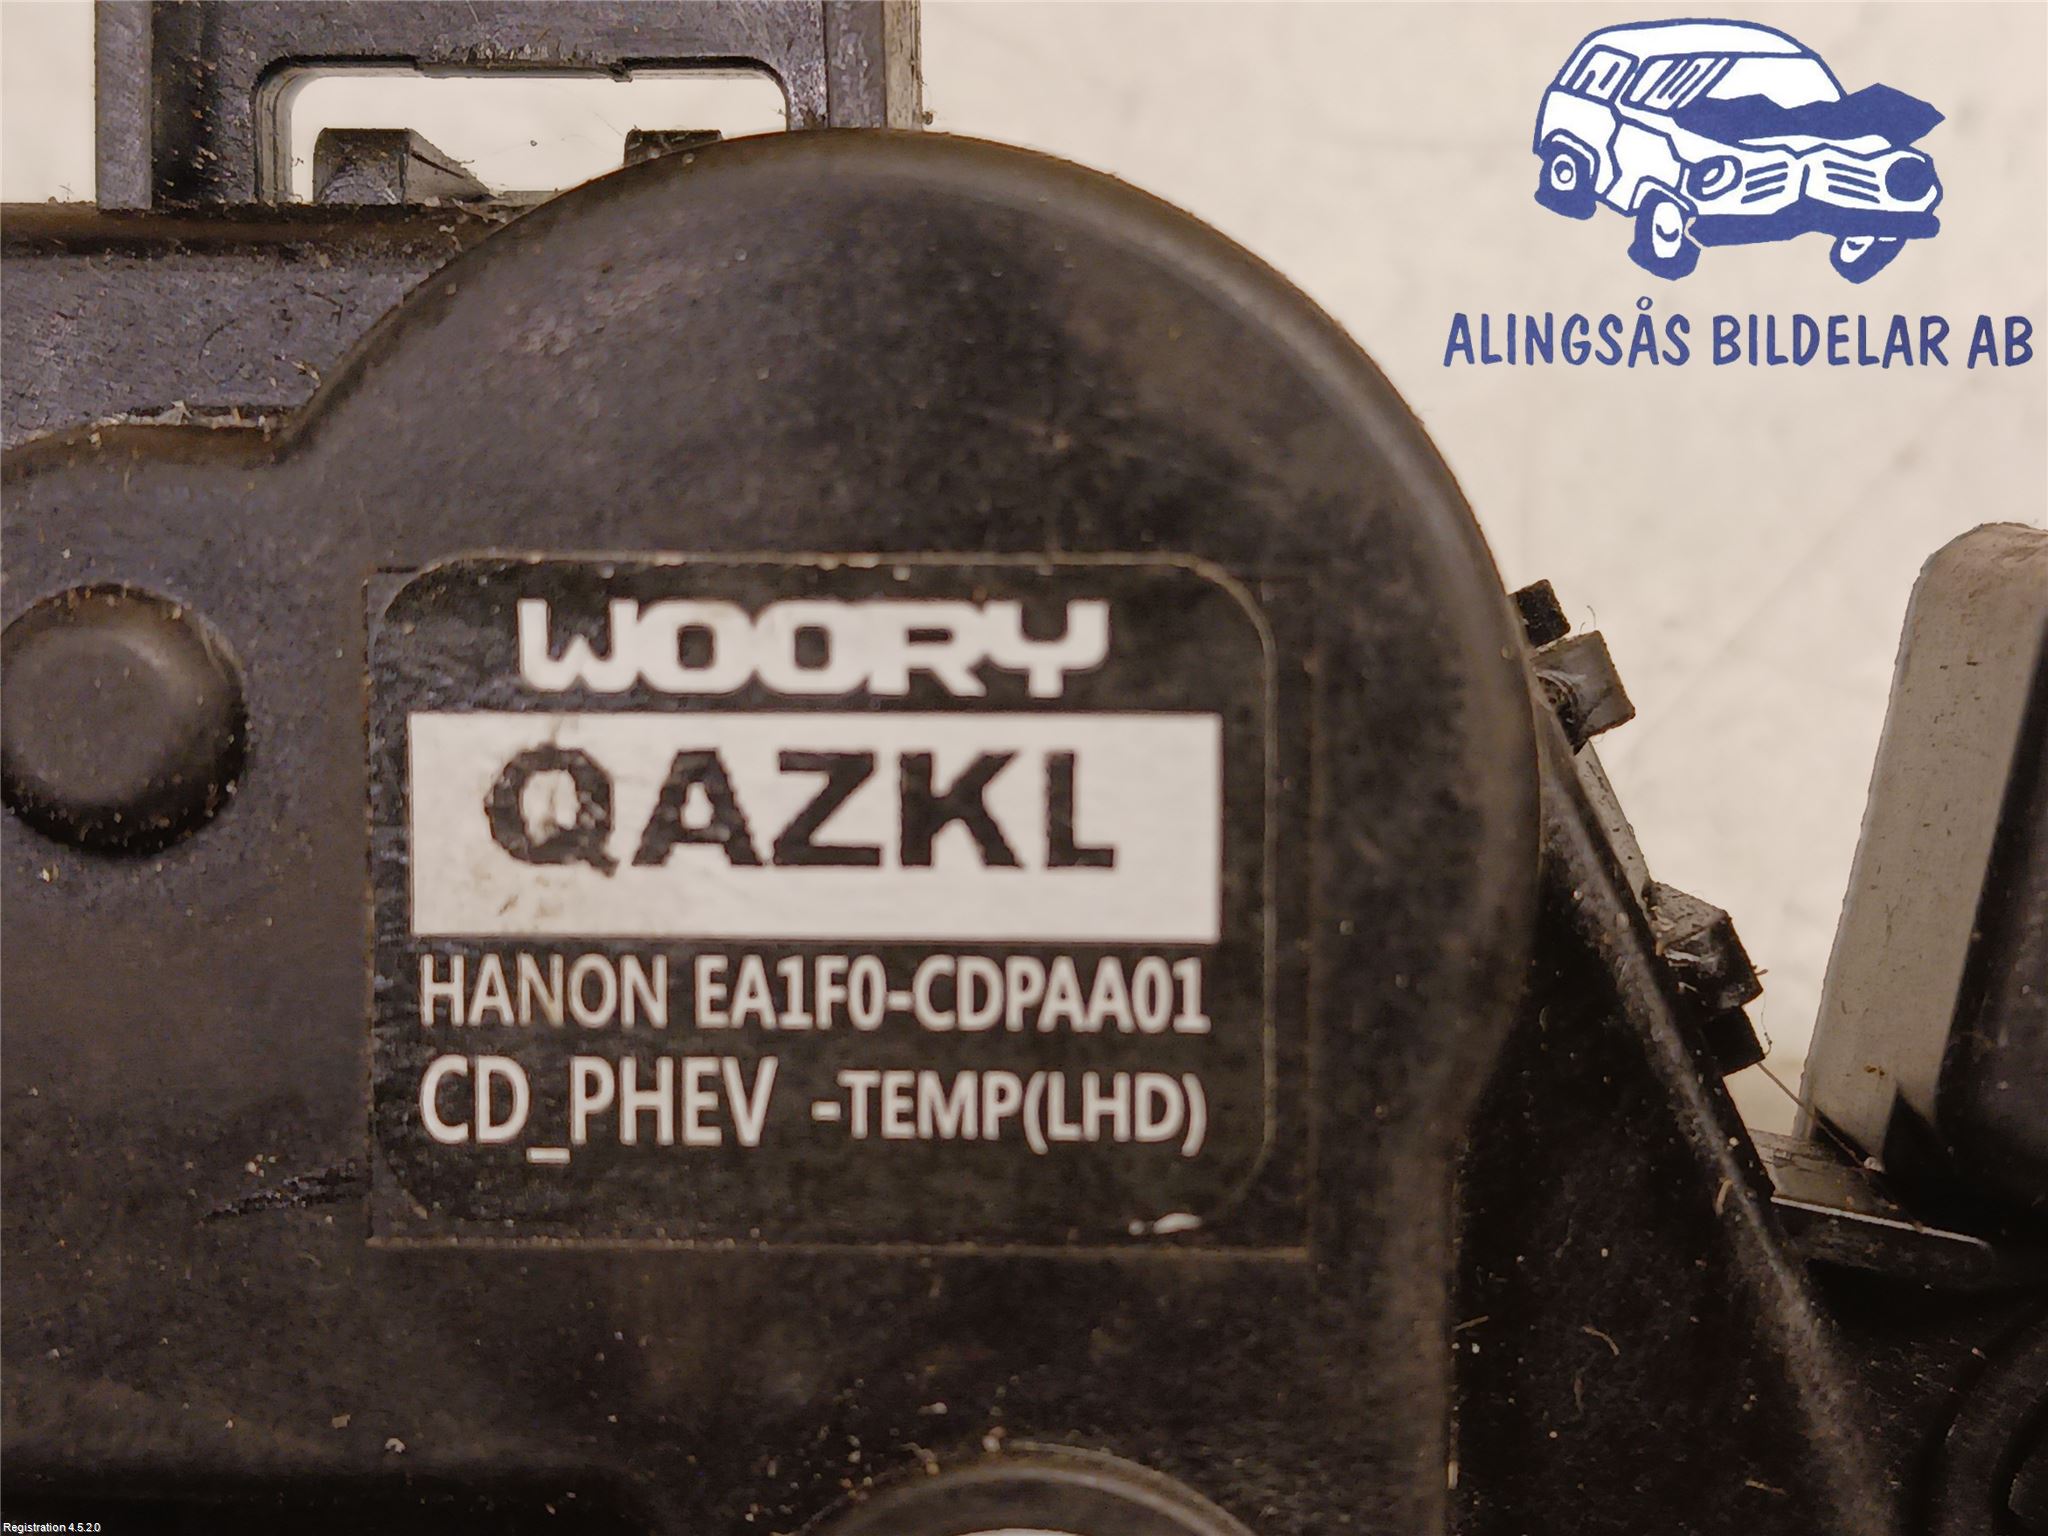 ALINGSÅS BILDELAR AB
WOORY
QAZKL
HANON EA1F0-CDPAA01
CD_PHEV -TEMP(LHD)
Registration 4.5.2.0